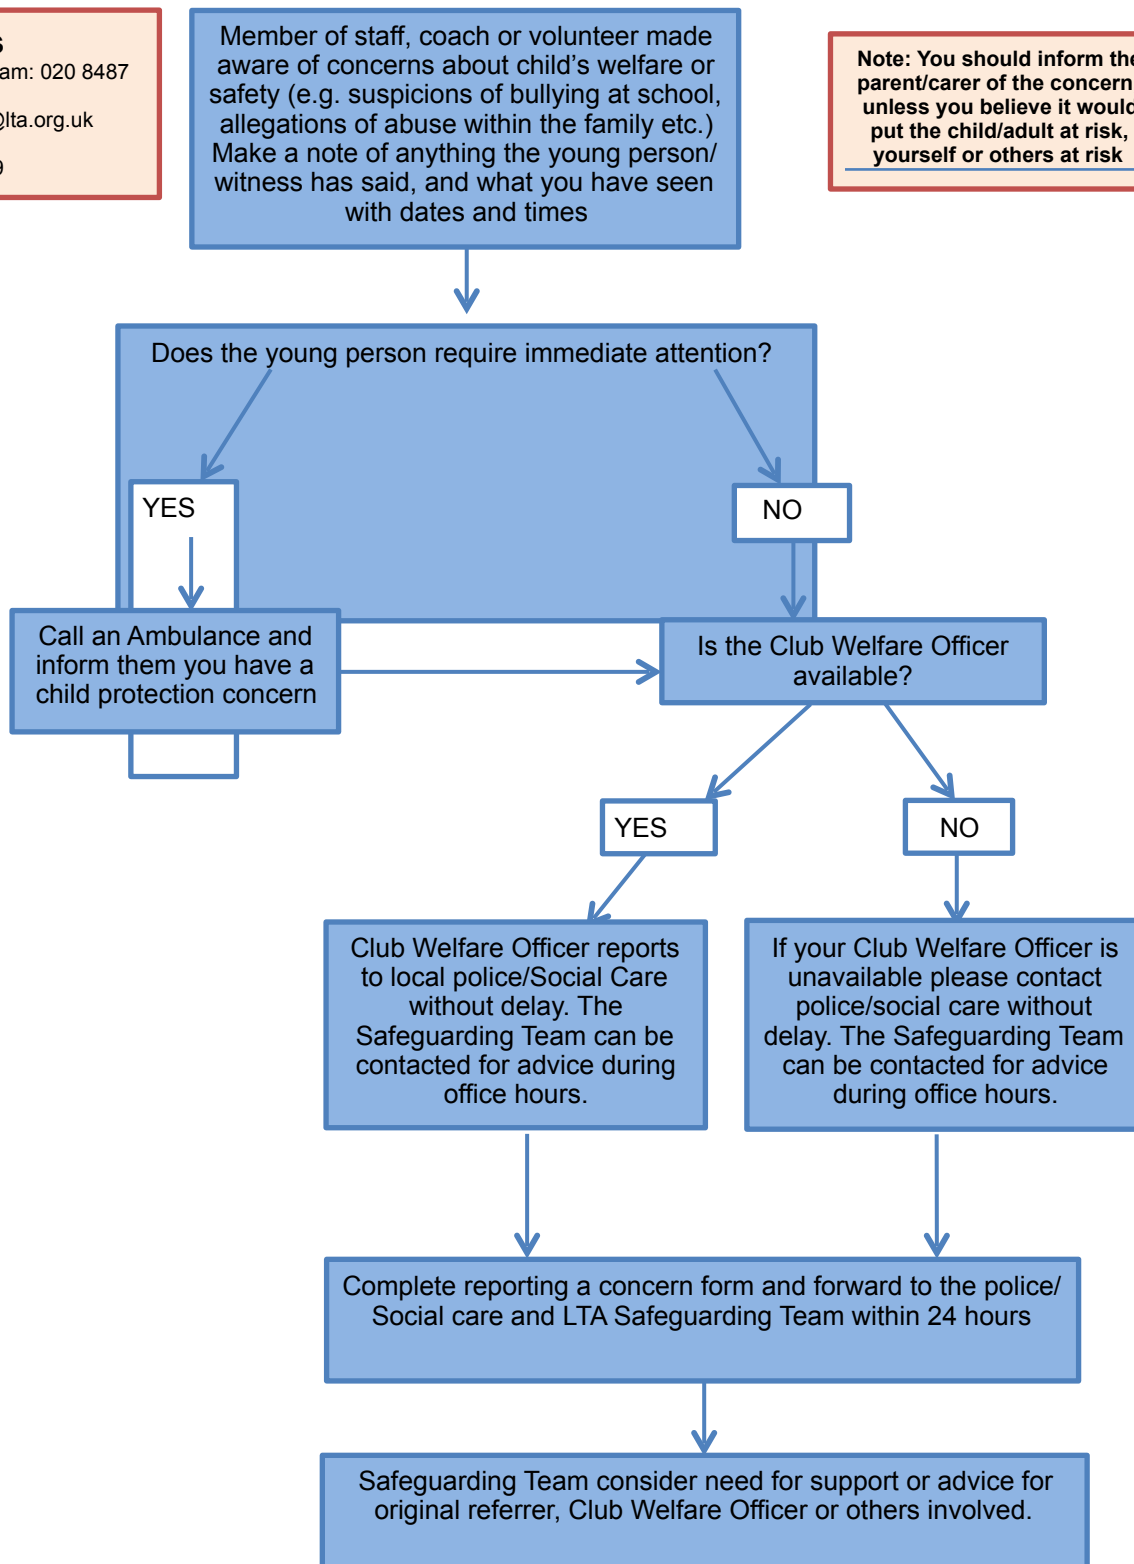 S
am: 020 8487
@lta.org.uk
9
Member of staff, coach or volunteer made
aware of concerns about child’s welfare or
safety (e.g. suspicions of bullying at school,
allegations of abuse within the family etc.)
Make a note of anything the young person/
witness has said, and what you have seen
with dates and times
Note: You should inform the
parent/carer of the concern
unless you believe it would
put the child/adult at risk,
yourself or others at risk
Does the young person require immediate attention?
YES
NO
Call an Ambulance and
inform them you have a
child protection concern
Is the Club Welfare Officer
available?
YES
NO
Club Welfare Officer reports
to local police/Social Care
without delay. The
Safeguarding Team can be
contacted for advice during
office hours.
If your Club Welfare Officer is
unavailable please contact
police/social care without
delay. The Safeguarding Team
can be contacted for advice
during office hours.
Complete reporting a concern form and forward to the police/
Social care and LTA Safeguarding Team within 24 hours
Safeguarding Team consider need for support or advice for
original referrer, Club Welfare Officer or others involved.